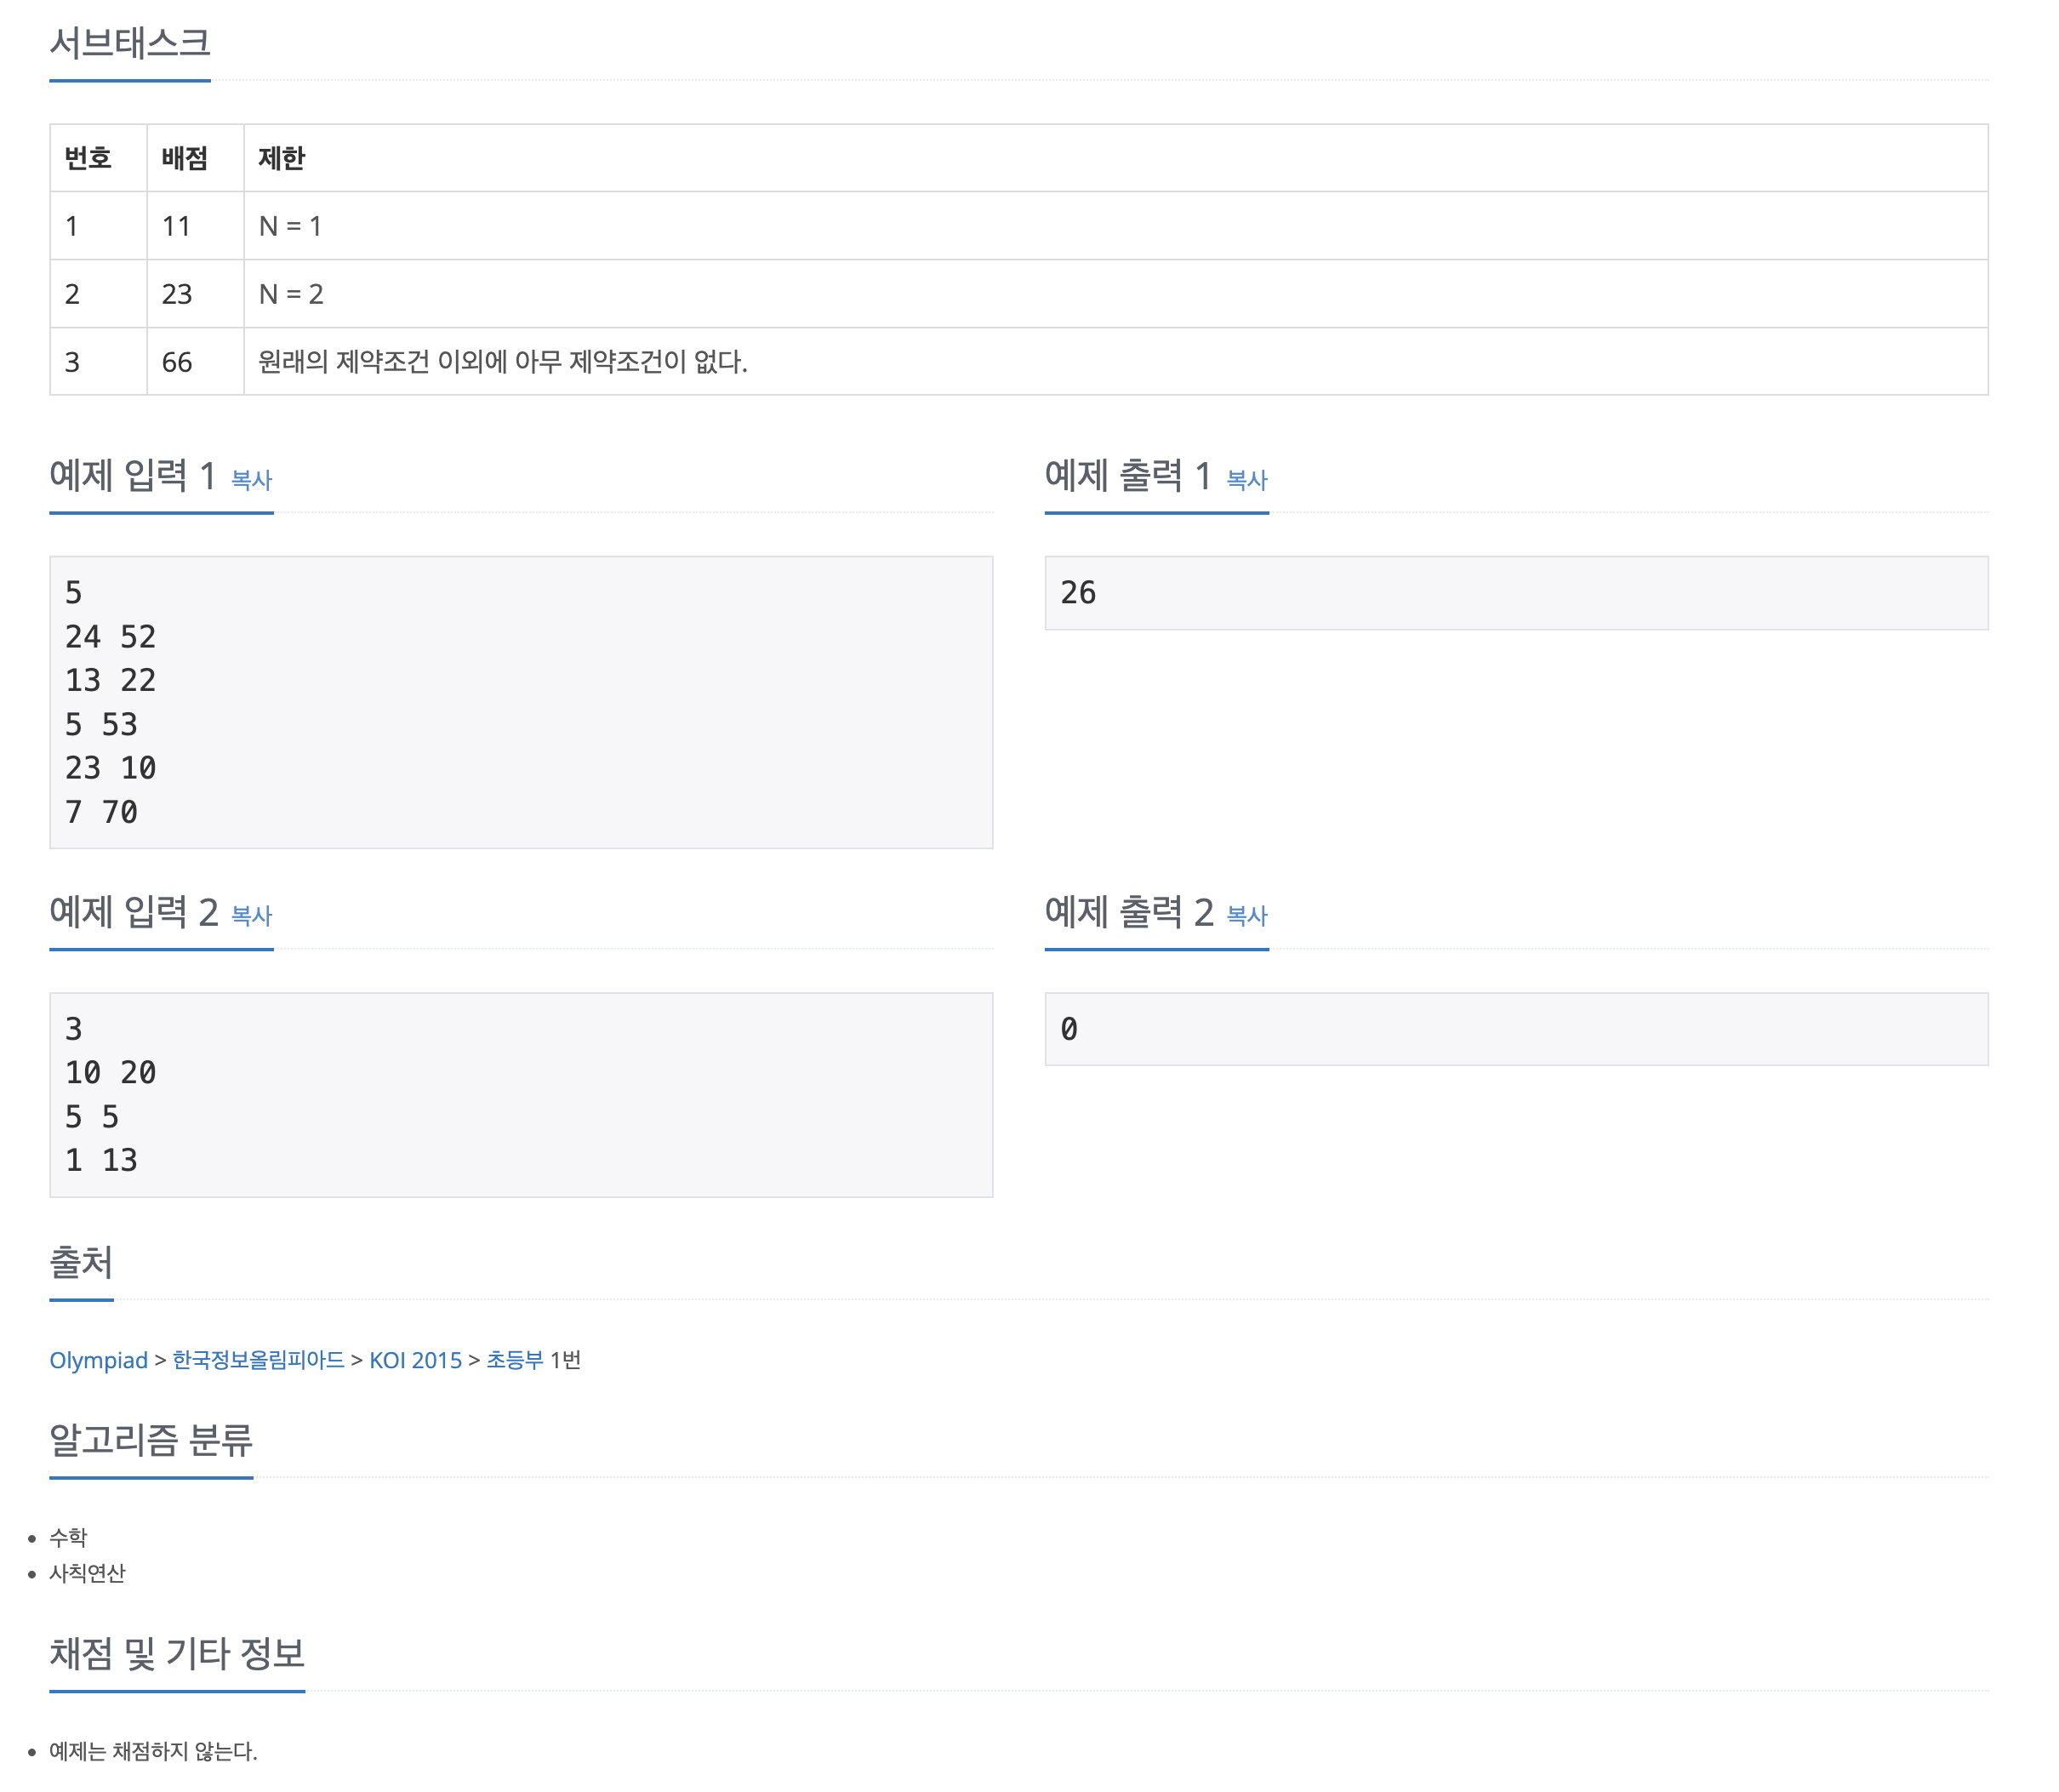 서브태스크
번호 배점 제한
1 11 N = 1
2 23 N = 2
3 66 원래의 제약조건 이외에 아무 제약조건이 없다.
예제 입력 1 복사
5
24 52
13 22
5 53
23 10
7 70
예제 출력 1 복사
26
예제 입력 2 복사
3
10 20
5 5
1 13
예제 출력 2 복사
0
출처
Olympiad > 한국정보올림피아드 > KOI 2015 > 초등부 1번
알고리즘 분류
• 수학
• 사칙연산
채점 및 기타 정보
• 예제는 채점하지 않는다.